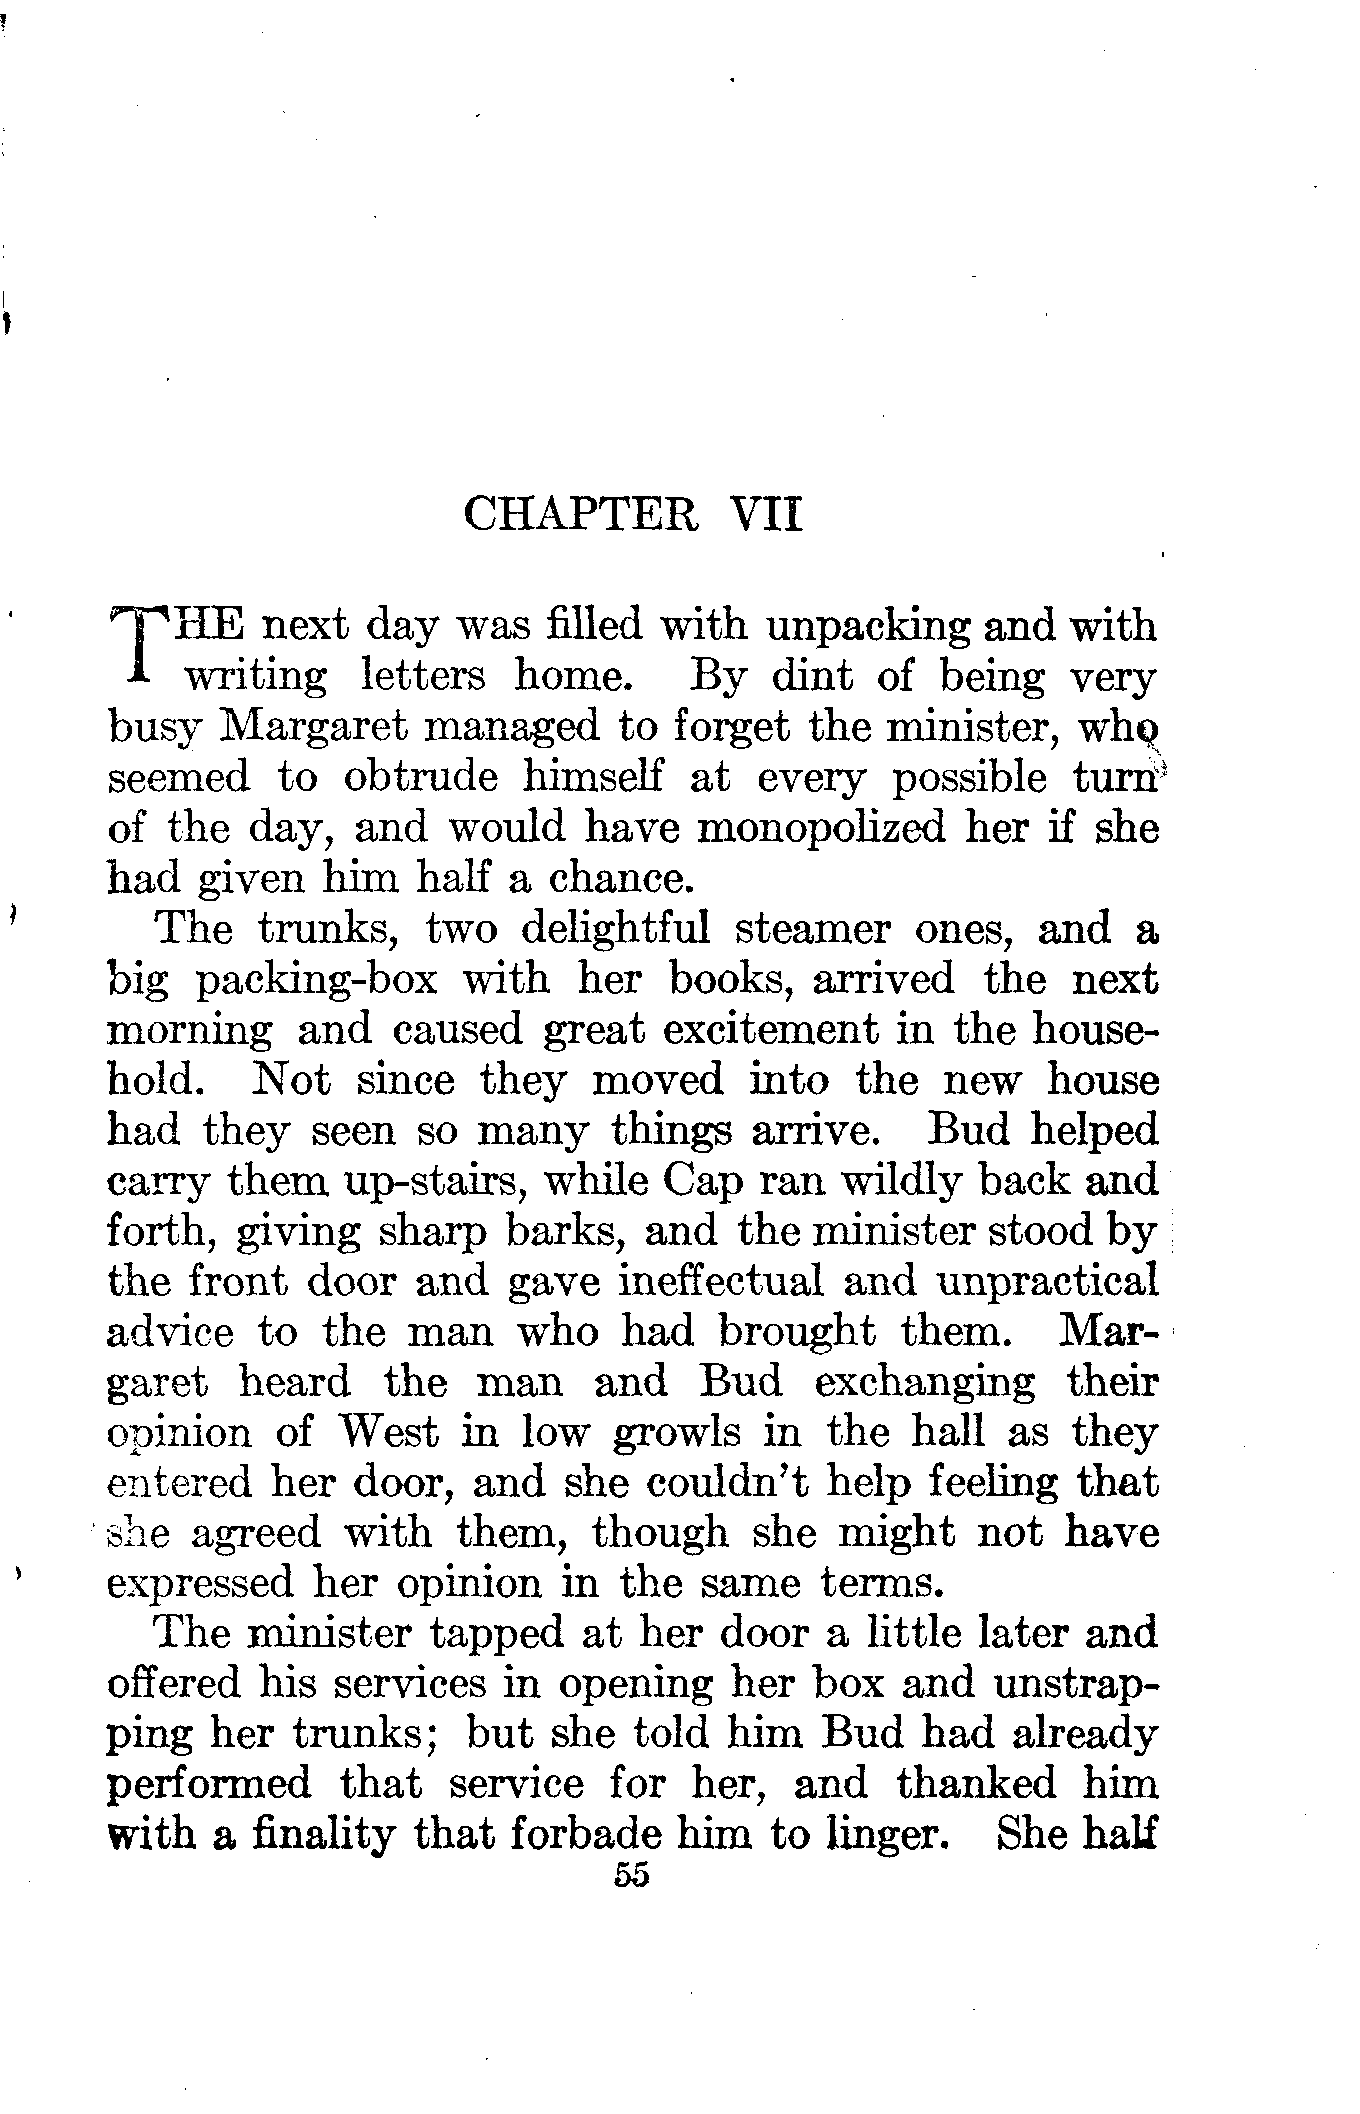 CHAPTER VII
THE next day was filled with unpacking and with
writing letters home. By dint of being very
busy Margaret managed to forget the minister, who
seemed to obtrude himself at every possible turn
of the day, and would have monopolized her if she
had given him half a chance.
The trunks, two delightful steamer ones, and a
big packing-box with her books, arrived the next
morning and caused great excitement in the house-
hold. Not since they moved into the new house
had they seen so many things arrive. Bud helped
carry them up-stairs, while Cap ran wildly back and
forth, giving sharp barks, and the minister stood by
the front door and gave ineffectual and unpractical
advice to the man who had brought them. Mar-
garet heard the man and Bud exchanging their
opinion of West in low growls in the hall as they
entered her door, and she couldn't help feeling that
she agreed with them, though she might not have
expressed her opinion in the same terms.
The minister tapped at her door a little later and
offered his services in opening her box and unstrap-
ping her trunks; but she told him Bud had already
performed that service for her, and thanked him
with a finality that forbade him to linger. She half
55